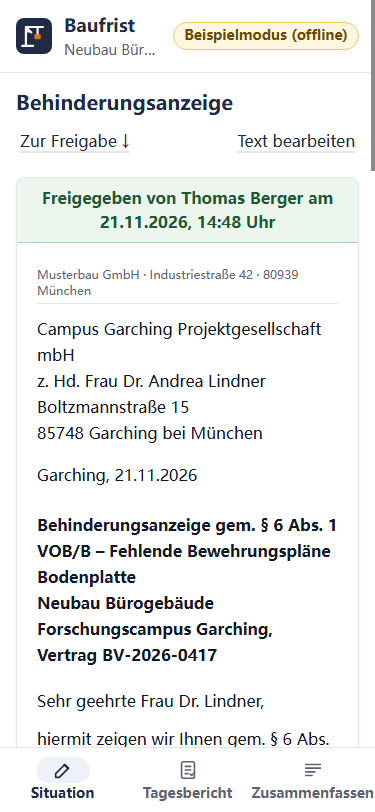 Baufrist
Neubau Bür...
Beispielmodus (offline)
Behinderungsanzeige
Zur Freigabe ↓
Text bearbeiten
Freigegeben von Thomas Berger am
21.11.2026, 14:48 Uhr
Musterbau GmbH · Industriestraße 42 · 80939
München
Campus Garching Projektgesellschaft
mbH
z. Hd. Frau Dr. Andrea Lindner
Boltzmannstraße 15
85748 Garching bei München
Garching, 21.11.2026
Behinderungsanzeige gem. § 6 Abs. 1
VOB/B – Fehlende Bewehrungspläne
Bodenplatte
Neubau Bürogebäude
Forschungscampus Garching,
Vertrag BV-2026-0417
Sehr geehrte Frau Dr. Lindner,
hiermit zeigen wir Ihnen gem. § 6 Abs.
Situation
Tagesbericht
Zusammenfassen